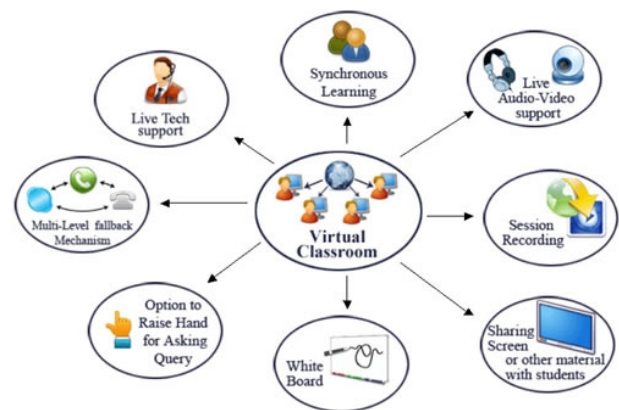 Synchronous
Learning
Live Tech
support
Live
Audio-Video
support
Multi-Level fallback
Mechanism
Virtual
Classroom
Session
Recording
Option to
Raise Hand
for Asking
Query
White
Board
Sharing
Screen
or other material
with students